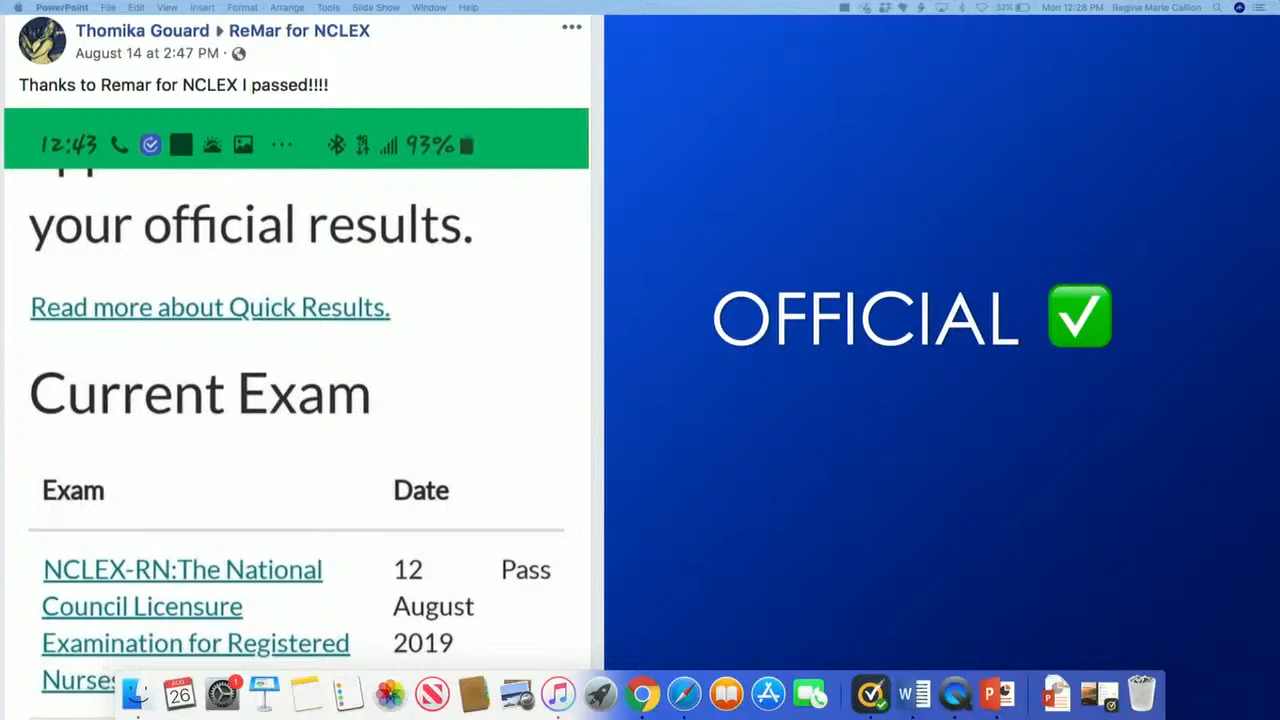 PowerPoint File Edit View Insert Format Arrange Tools Slide Show Window Help 33% Mon 12:28 PM Regina Marie Callion
Thomika Gouard ▸ ReMar for NCLEX
August 14 at 2:47 PM ·
Thanks to Remar for NCLEX I passed!!!!
12:43 ... 93%
your official results.
Read more about Quick Results.
Current Exam
Exam Date
NCLEX-RN:The National 12 Pass
Council Licensure August
Examination for Registered 2019
Nurses
OFFICIAL ✅
AUG
26
1